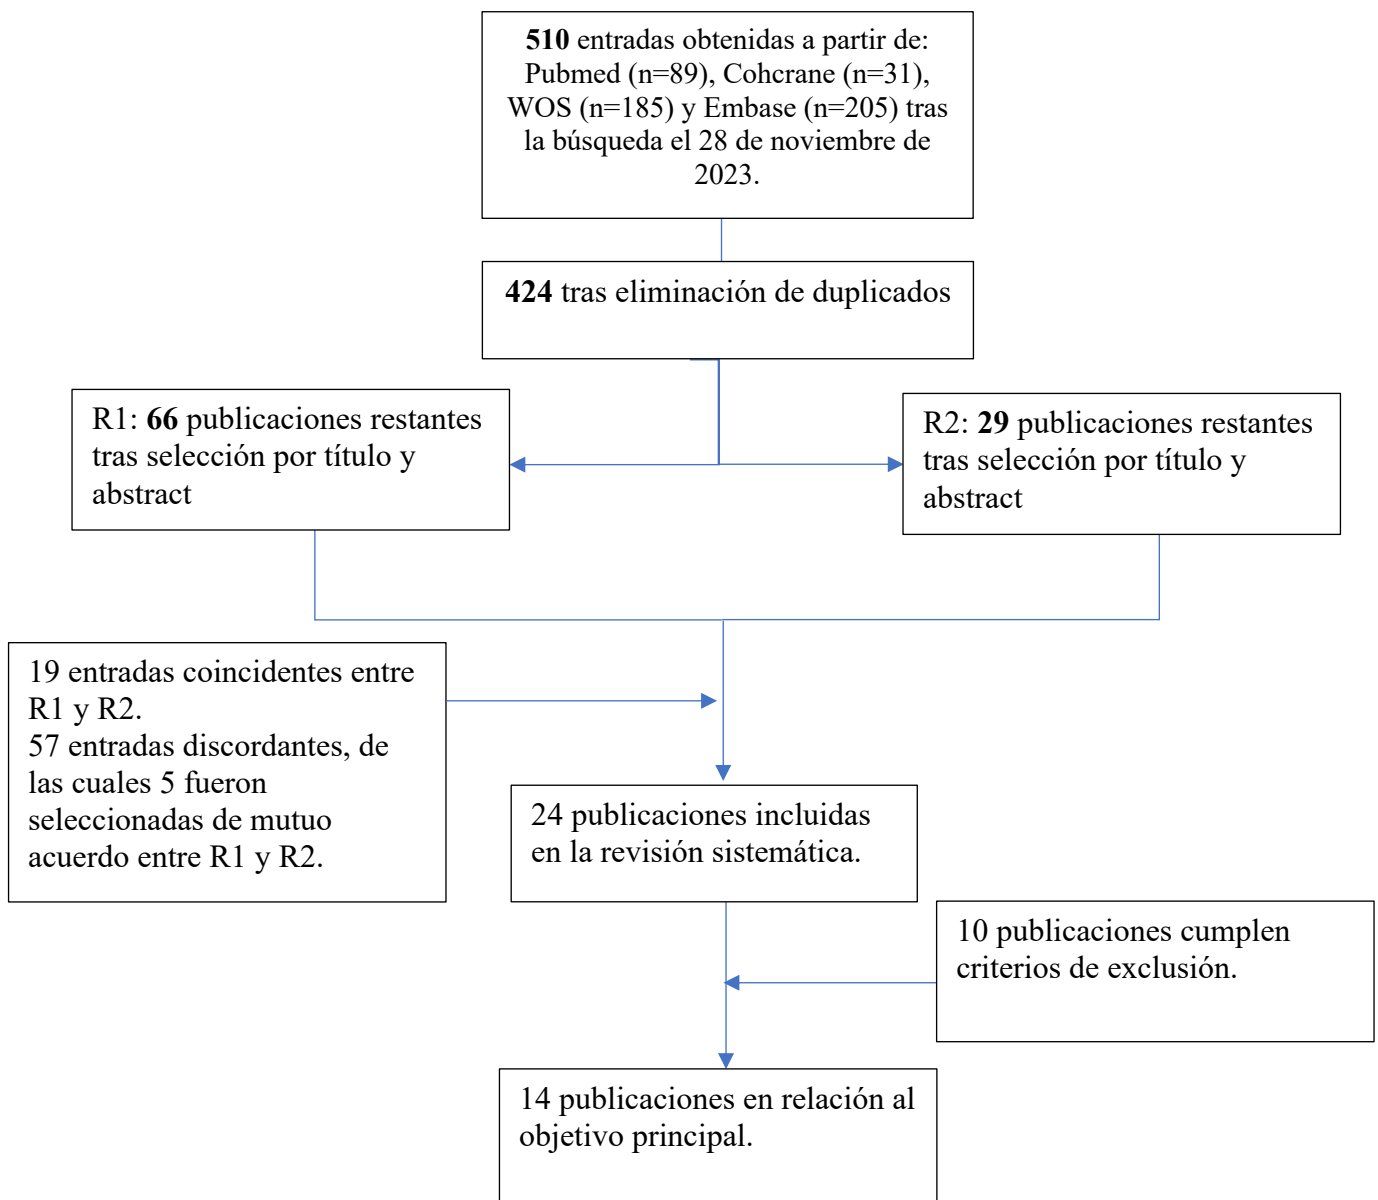 510 entradas obtenidas a partir de:
Pubmed (n=89), Cohcrane (n=31),
WOS (n=185) y Embase (n=205) tras
la búsqueda el 28 de noviembre de
2023.
424 tras eliminación de duplicados
R1: 66 publicaciones restantes
tras selección por título y
abstract
R2: 29 publicaciones restantes
tras selección por título y
abstract
19 entradas coincidentes entre
R1 y R2.
57 entradas discordantes, de
las cuales 5 fueron
seleccionadas de mutuo
acuerdo entre R1 y R2.
24 publicaciones incluidas
en la revisión sistemática.
10 publicaciones cumplen
criterios de exclusión.
14 publicaciones en relación al
objetivo principal.